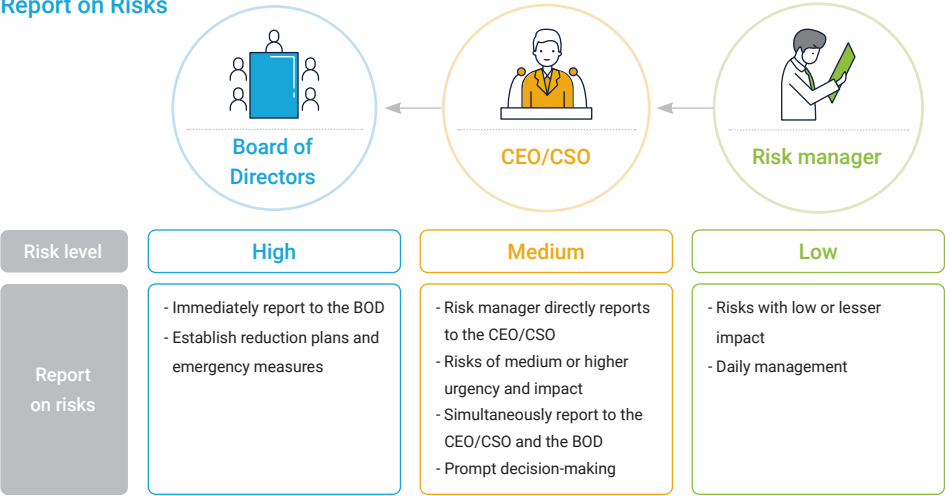 Report on Risks
Board of
Directors
CEO/CSO
Risk manager
Risk level
High
Medium
Low
Report
on risks
- Immediately report to the BOD
- Establish reduction plans and
emergency measures
- Risk manager directly reports
to the CEO/CSO
- Risks of medium or higher
urgency and impact
- Simultaneously report to the
CEO/CSO and the BOD
- Prompt decision-making
- Risks with low or lesser
impact
- Daily management